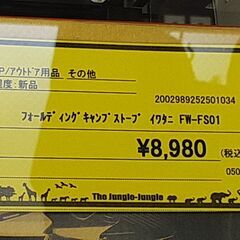 P/アウトドア用品 その他
程度:新品
2002989252501034
フォールディングキャンプストーブ イワタニ FW-FS01
¥8,980 (税込
050
The Jungle-Jungle